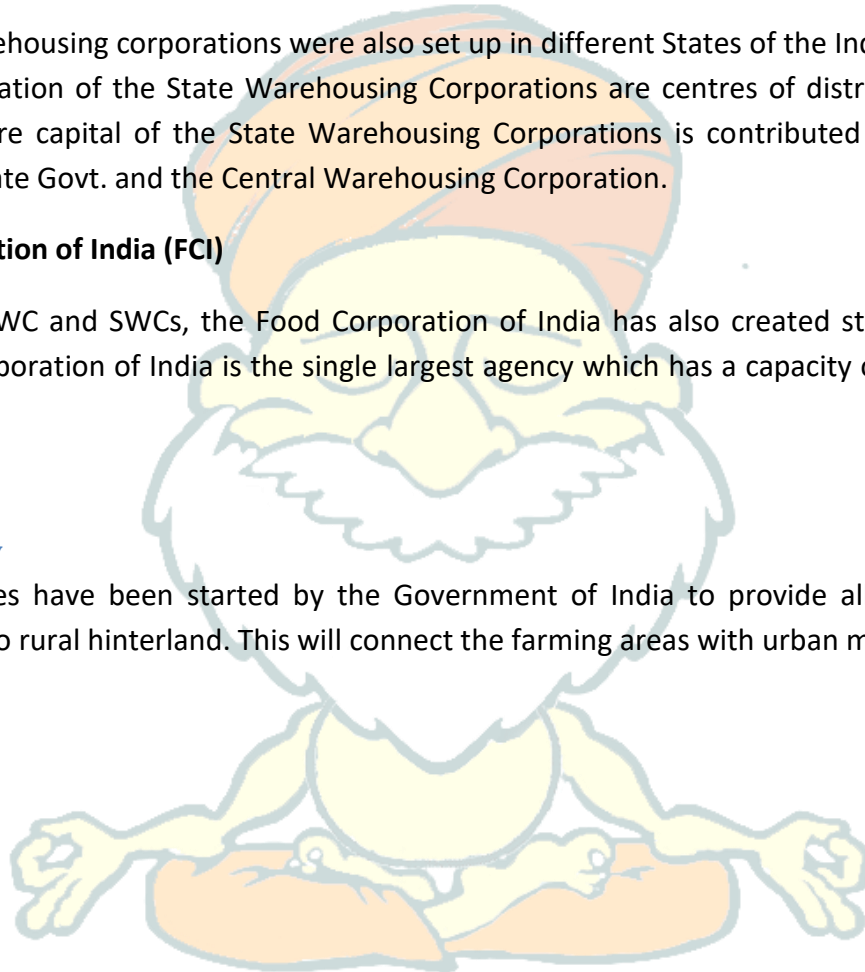 ehousing corporations were also set up in different States of the Ind
ation of the State Warehousing Corporations are centres of distr
re capital of the State Warehousing Corporations is contributed
ate Govt. and the Central Warehousing Corporation.
tion of India (FCI)
WC and SWCs, the Food Corporation of India has also created st
poration of India is the single largest agency which has a capacity o
es have been started by the Government of India to provide al
o rural hinterland. This will connect the farming areas with urban m